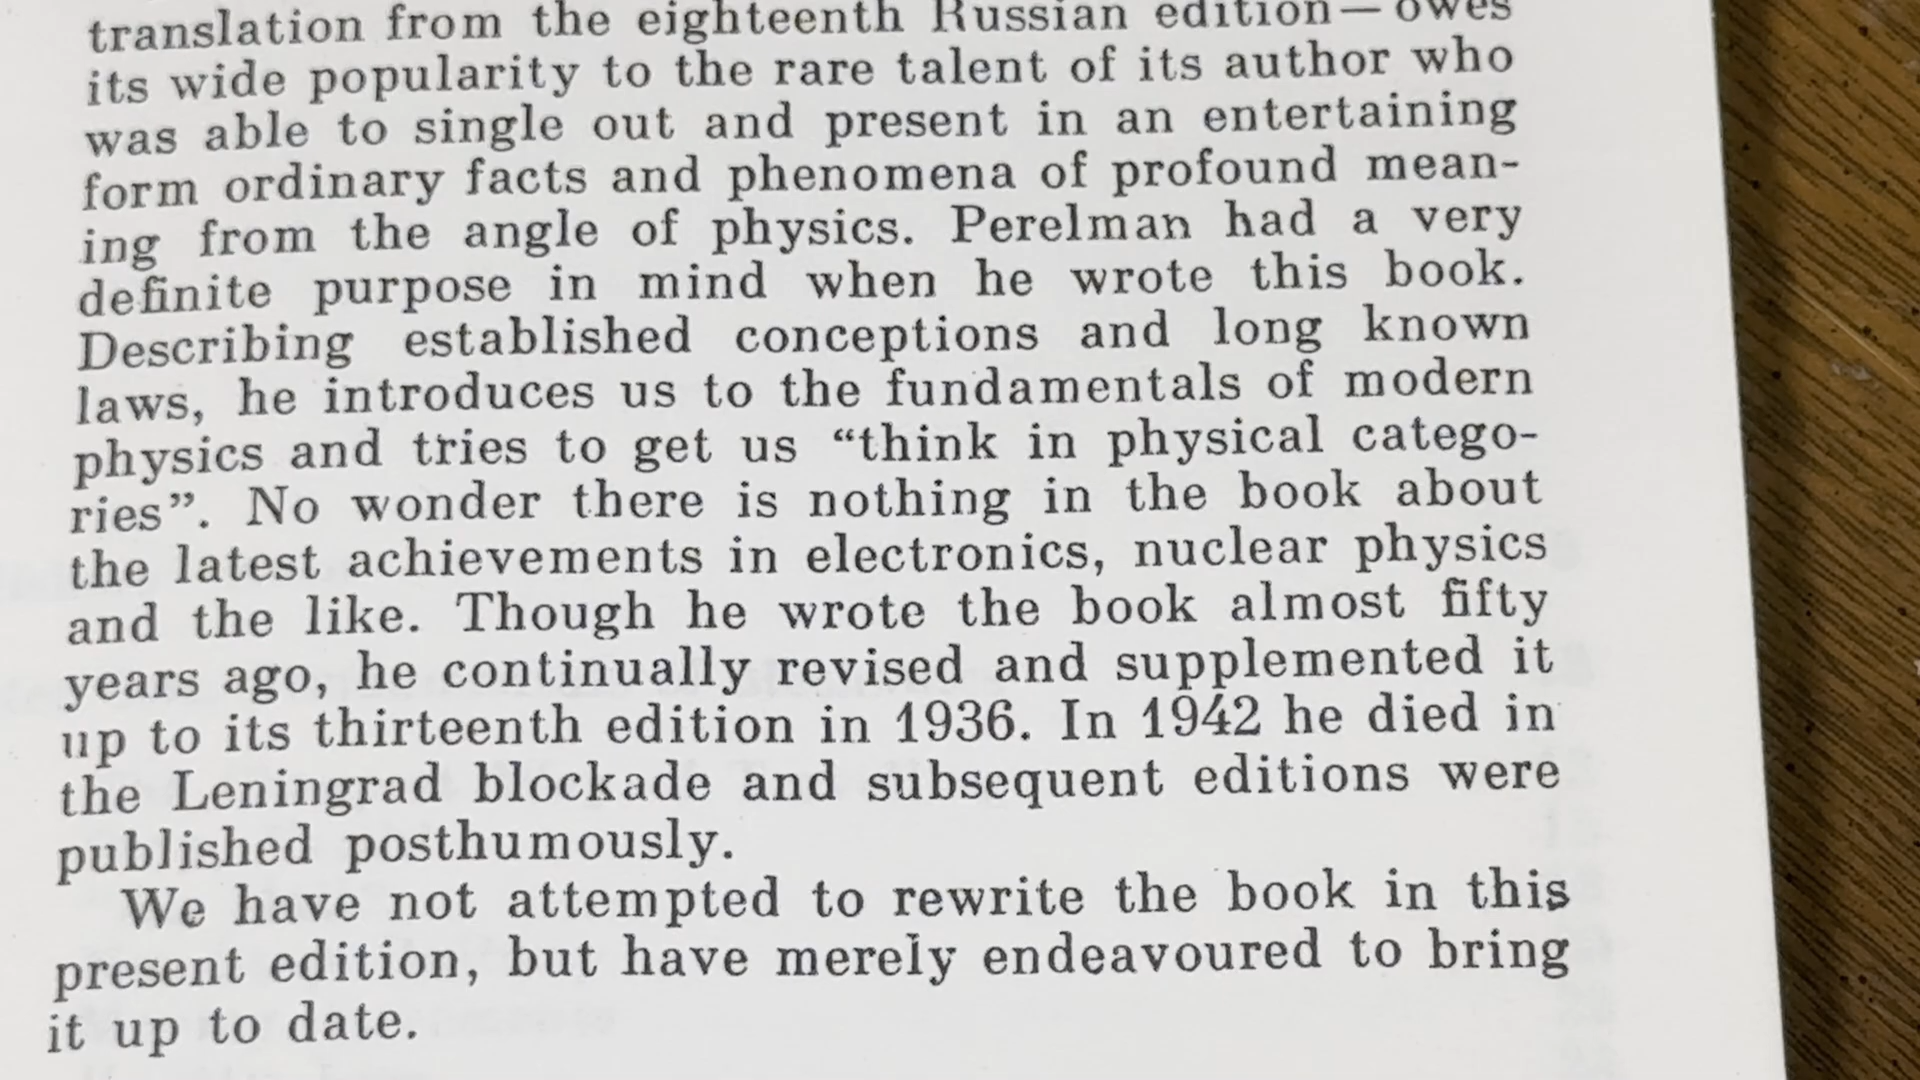 translation from the eighteenth Russian edition— owes
its wide popularity to the rare talent of its author who
was able to single out and present in an entertaining
form ordinary facts and phenomena of profound mean-
ing from the angle of physics. Perelman had a very
definite purpose in mind when he wrote this book.
Describing established conceptions and long known
laws, he introduces us to the fundamentals of modern
physics and tries to get us “think in physical catego-
ries”. No wonder there is nothing in the book about
the latest achievements in electronics, nuclear physics
and the like. Though he wrote the book almost fifty
years ago, he continually revised and supplemented it
up to its thirteenth edition in 1936. In 1942 he died in
the Leningrad blockade and subsequent editions were
published posthumously.
We have not attempted to rewrite the book in this
present edition, but have merely endeavoured to bring
it up to date.